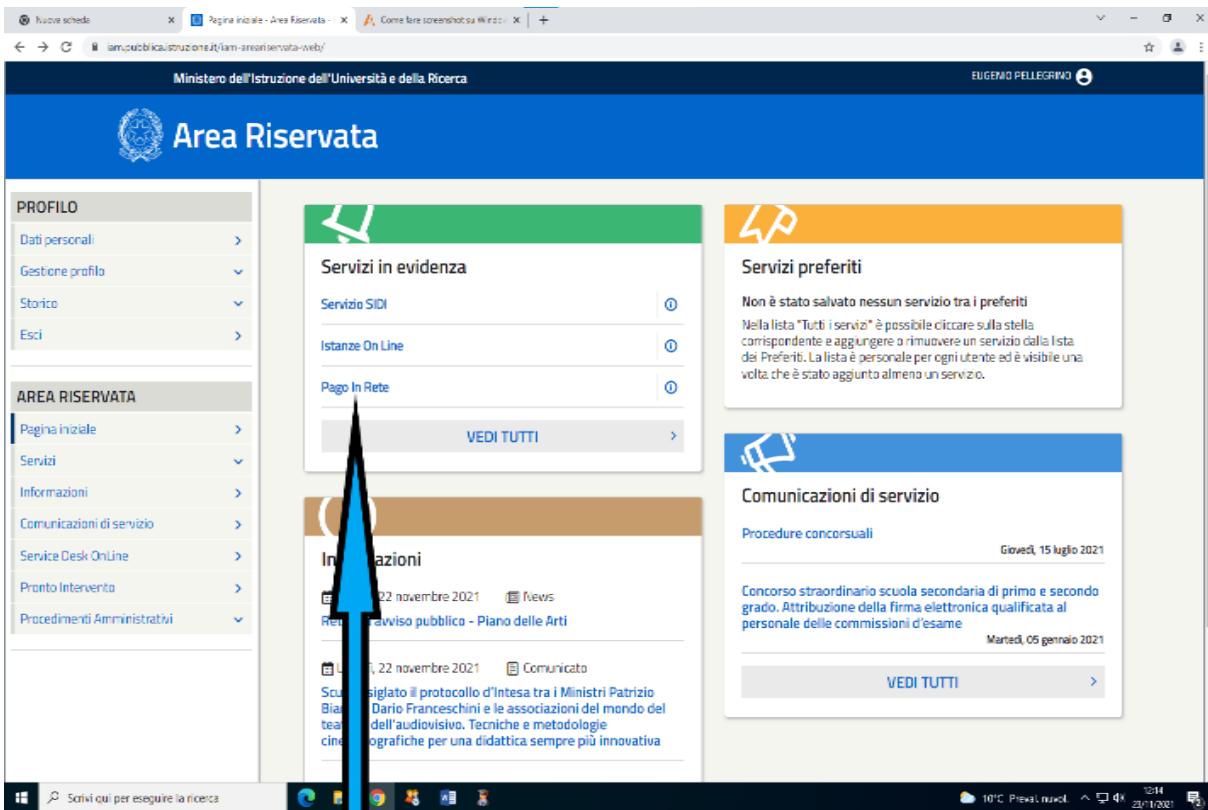 Nuova scheda
Pagina iniziale - Area Riservata -
Come fare screenshot su Window
iam.pubblica.istruzione.it/iam-areariservata-web/
Ministero dell'Istruzione dell'Università e della Ricerca
EUGENIO PELLEGRINO
Area Riservata
PROFILO
Dati personali
Gestione profilo
Storico
Esci
AREA RISERVATA
Pagina iniziale
Servizi
Informazioni
Comunicazioni di servizio
Service Desk OnLine
Pronto Intervento
Procedimenti Amministrativi
Servizi in evidenza
Servizio SIDI
Istanze On Line
Pago In Rete
VEDI TUTTI
In azioni
22 novembre 2021 News
avviso pubblico - Piano delle Arti
22 novembre 2021 Comunicato
siglato il protocollo d'Intesa tra i Ministri Patrizio
Dario Franceschini e le associazioni del mondo del
dell'audiovisivo. Tecniche e metodologie
ografiche per una didattica sempre più innovativa
Servizi preferiti
Non è stato salvato nessun servizio tra i preferiti
Nella lista "Tutti i servizi" è possibile cliccare sulla stella
corrispondente e aggiungere o rimuovere un servizio dalla lista
dei Preferiti. La lista è personale per ogni utente ed è visibile una
volta che è stato aggiunto almeno un servizio.
Comunicazioni di servizio
Procedure concorsuali
Giovedì, 15 luglio 2021
Concorso straordinario scuola secondaria di primo e secondo
grado. Attribuzione della firma elettronica qualificata al
personale delle commissioni d'esame
Martedì, 05 gennaio 2021
VEDI TUTTI
Scrivi qui per eseguire la ricerca
10°C Preval. nuvol.
12:14
23/11/2021